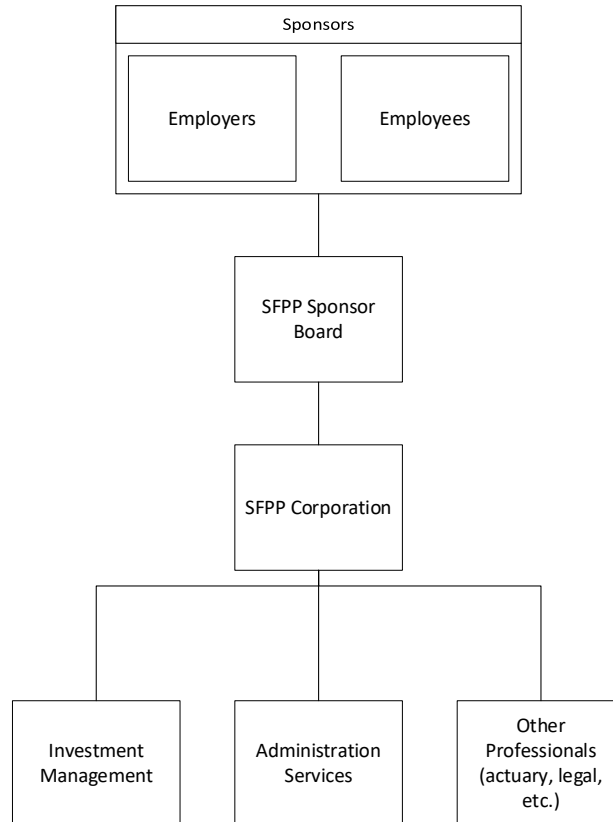 Sponsors
Employers
Employees
SFPP Sponsor
Board
SFPP Corporation
Investment
Management
Administration
Services
Other
Professionals
(actuary, legal,
etc.)